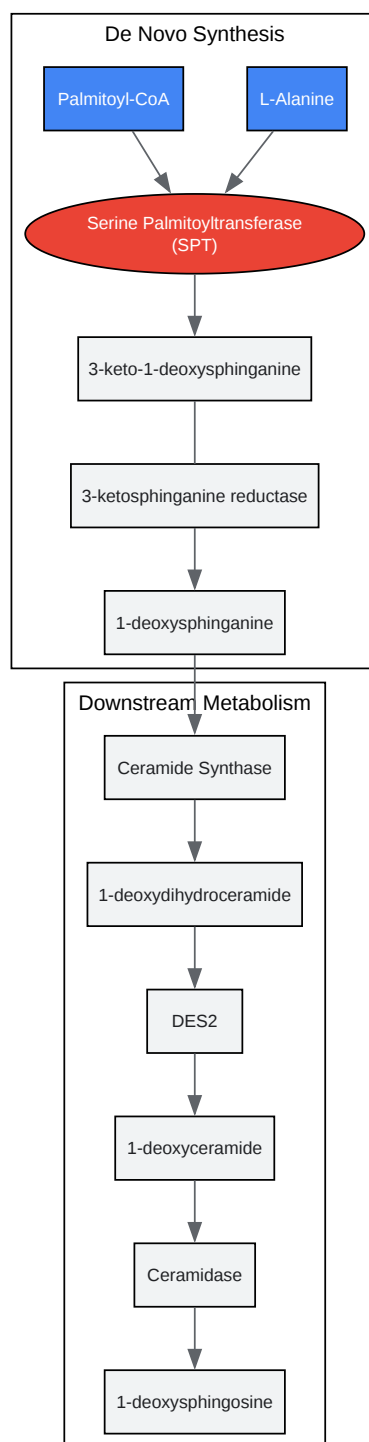 De Novo Synthesis
Palmitoyl-CoA
L-Alanine
Serine Palmitoyltransferase
(SPT)
3-keto-1-deoxysphinganine
3-ketosphinganine reductase
1-deoxysphinganine
Downstream Metabolism
Ceramide Synthase
1-deoxydihydroceramide
DES2
1-deoxyceramide
Ceramidase
1-deoxysphingosine